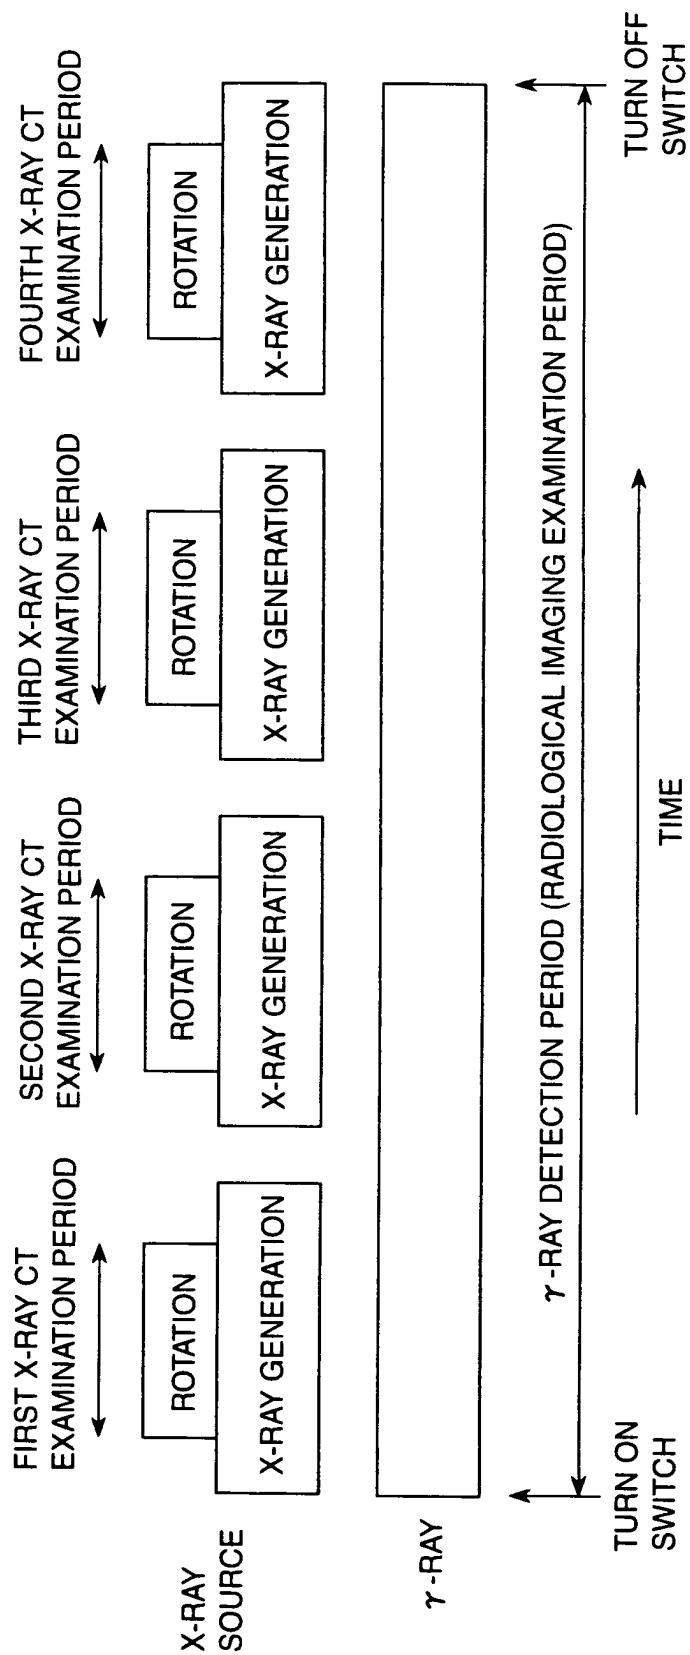 FIRST X-RAY CT
EXAMINATION PERIOD
SECOND X-RAY CT
EXAMINATION PERIOD
THIRD X-RAY CT
EXAMINATION PERIOD
FOURTH X-RAY CT
EXAMINATION PERIOD
ROTATION
ROTATION
ROTATION
ROTATION
X-RAY
SOURCE
X-RAY GENERATION
X-RAY GENERATION
X-RAY GENERATION
X-RAY GENERATION
γ-RAY
γ-RAY DETECTION PERIOD (RADIOLOGICAL IMAGING EXAMINATION PERIOD)
TURN ON
SWITCH
TIME
TURN OFF
SWITCH